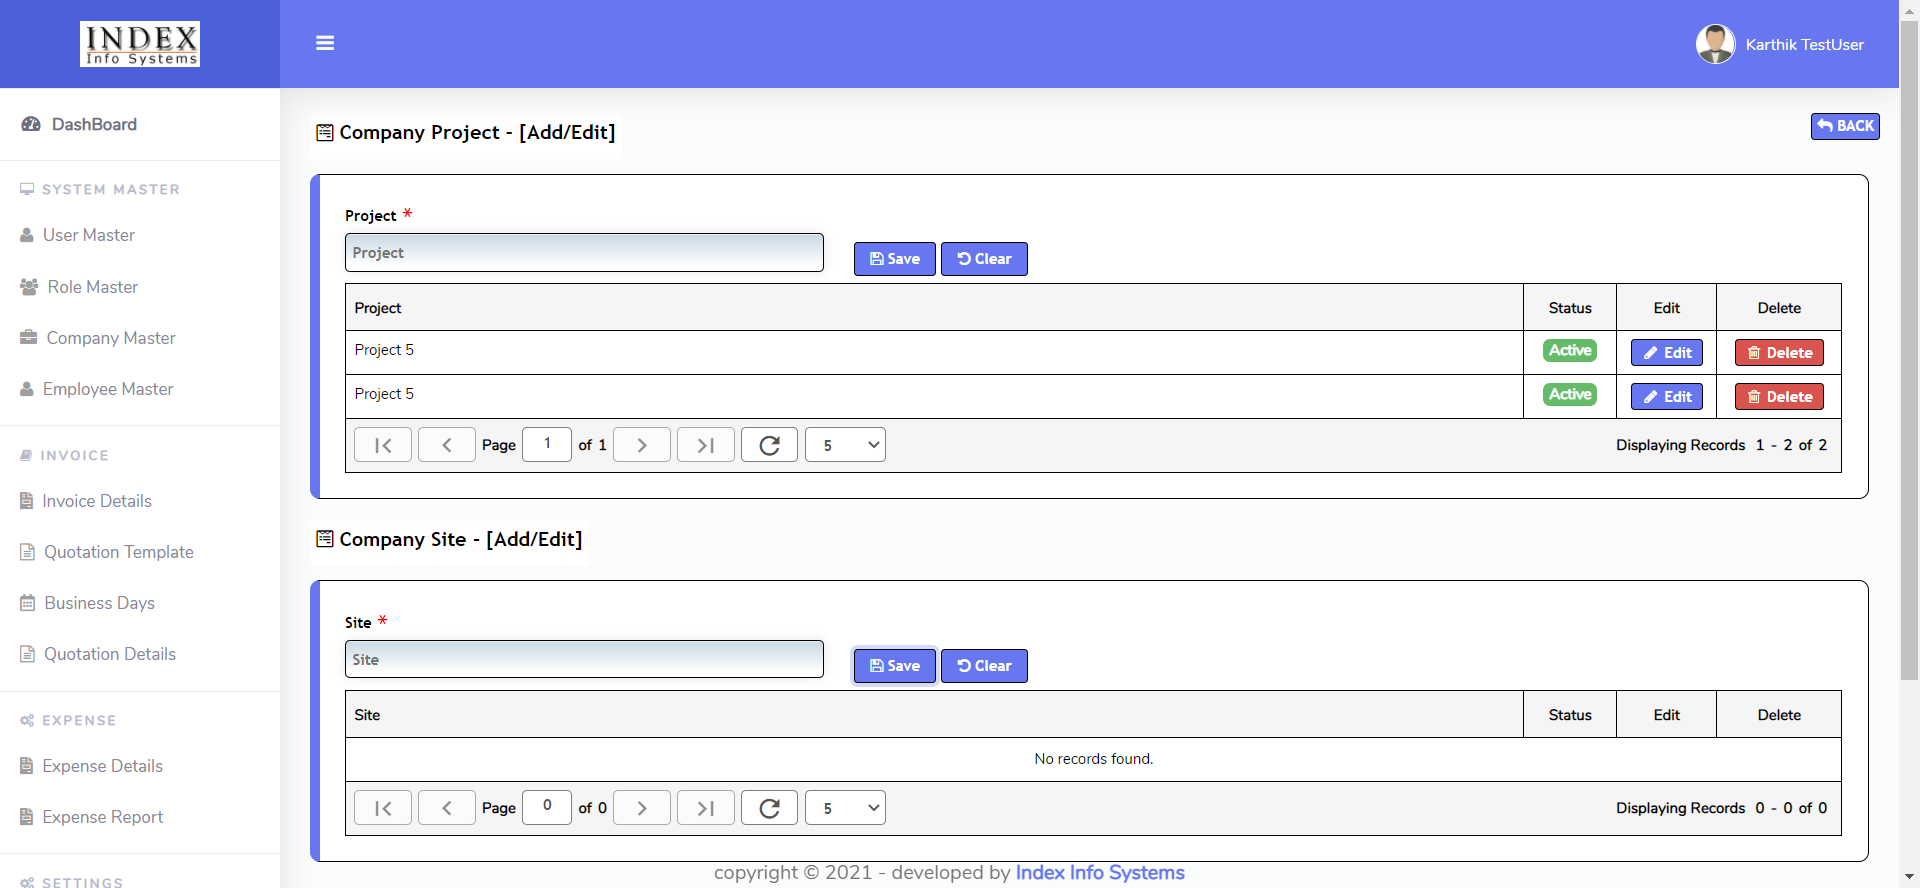 INDEX
Info Systems
Karthik TestUser
DashBoard
SYSTEM MASTER
User Master
Role Master
Company Master
Employee Master
INVOICE
Invoice Details
Quotation Template
Business Days
Quotation Details
EXPENSE
Expense Details
Expense Report
SETTINGS
Company Project - [Add/Edit]
BACK
Project *
Project
Save Clear
Project Status Edit Delete
Project 5 Active Edit Delete
Project 5 Active Edit Delete
Page 1 of 1 5 Displaying Records 1 - 2 of 2
Company Site - [Add/Edit]
Site *
Site
Save Clear
Site Status Edit Delete
No records found.
Page 0 of 0 5 Displaying Records 0 - 0 of 0
copyright © 2021 - developed by Index Info Systems